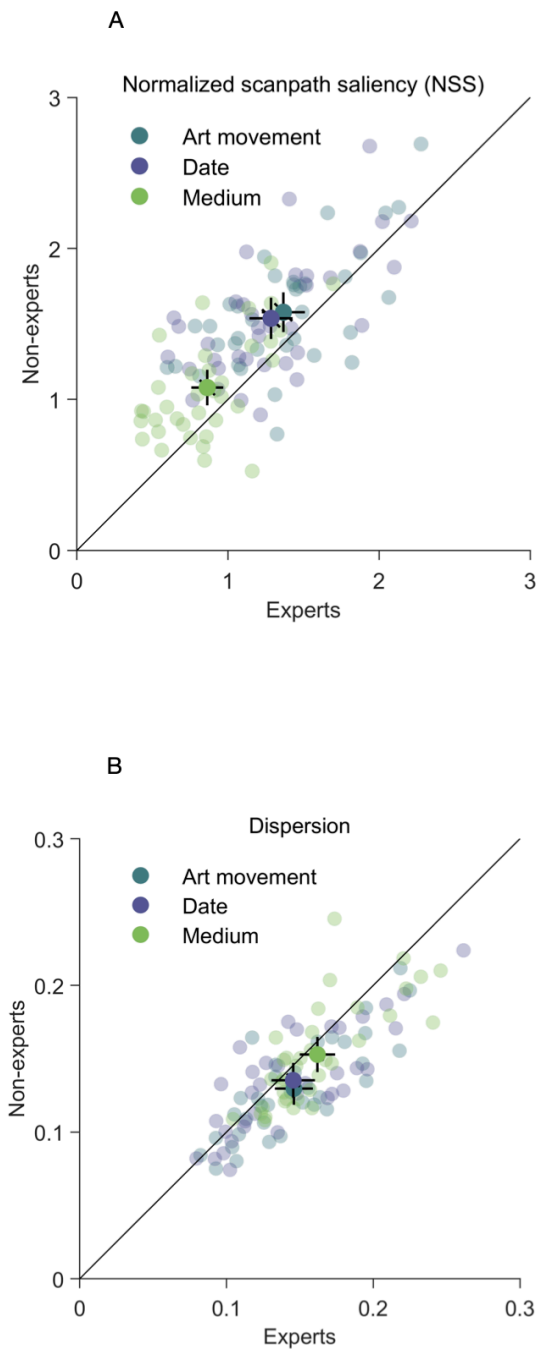 A
Normalized scanpath saliency (NSS)
3
Art movement
Date
Medium
2
Non-experts
1
0
0 1 2 3
Experts
B
Dispersion
0.3
Art movement
Date
Medium
0.2
Non-experts
0.1
0
0 0.1 0.2 0.3
Experts